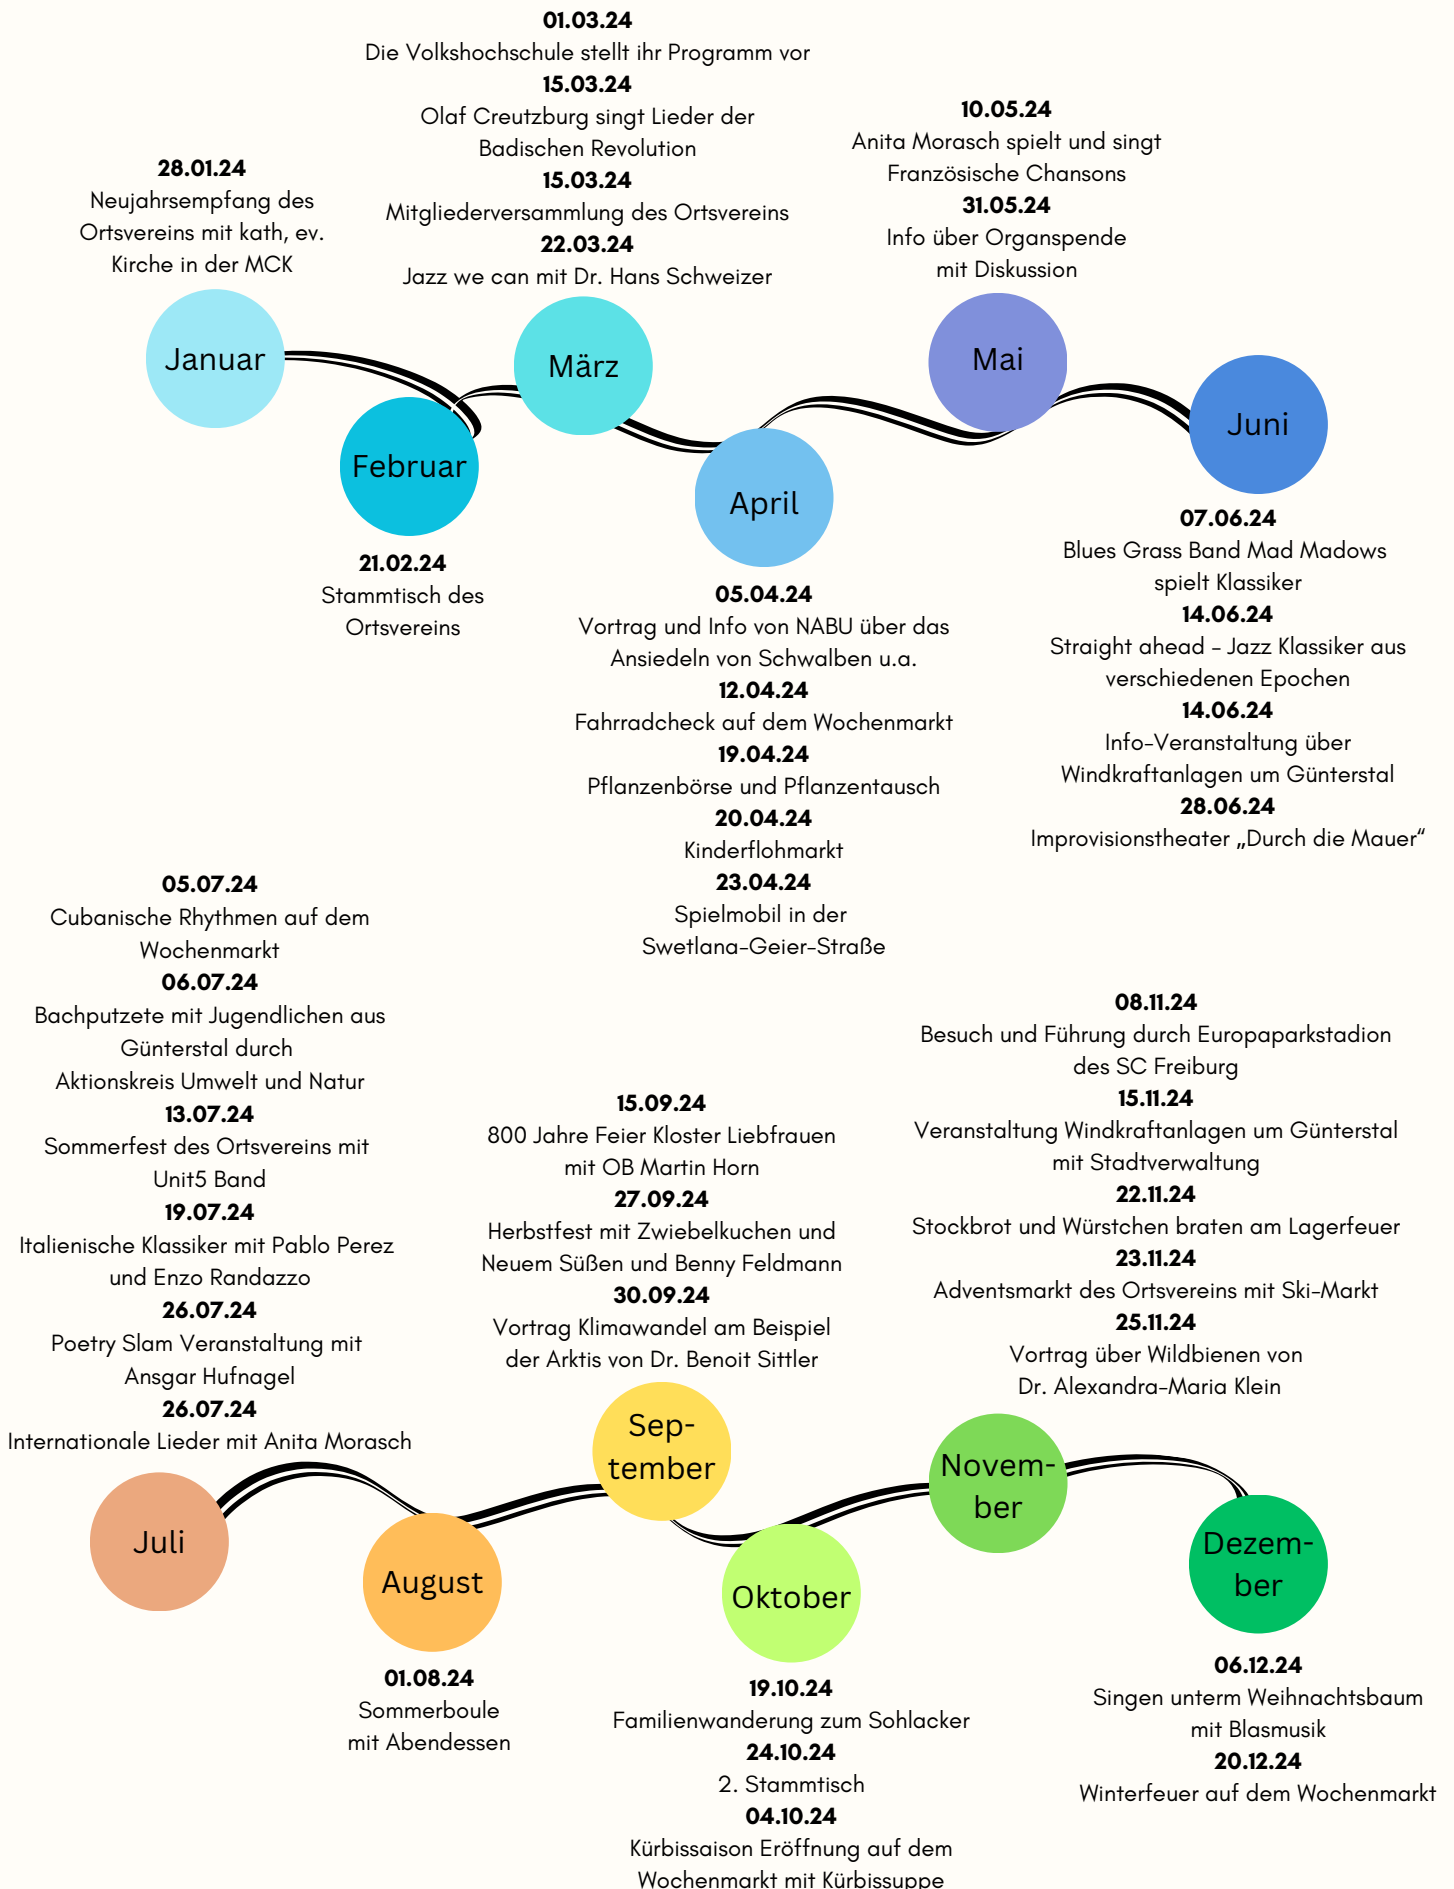 28.01.24
Neujahrsempfang des
Ortsvereins mit kath, ev.
Kirche in der MCK
Januar
Februar
21.02.24
Stammtisch des
Ortsvereins
01.03.24
Die Volkshochschule stellt ihr Programm vor
15.03.24
Olaf Creutzburg singt Lieder der
Badischen Revolution
15.03.24
Mitgliederversammlung des Ortsvereins
22.03.24
Jazz we can mit Dr. Hans Schweizer
März
April
05.04.24
Vortrag und Info von NABU über das
Ansiedeln von Schwalben u.a.
12.04.24
Fahrradcheck auf dem Wochenmarkt
19.04.24
Pflanzenbörse und Pflanzentausch
20.04.24
Kinderflohmarkt
23.04.24
Spielmobil in der
Swetlana-Geier-Straße
10.05.24
Anita Morasch spielt und singt
Französische Chansons
31.05.24
Info über Organspende
mit Diskussion
Mai
Juni
07.06.24
Blues Grass Band Mad Madows
spielt Klassiker
14.06.24
Straight ahead - Jazz Klassiker aus
verschiedenen Epochen
14.06.24
Info-Veranstaltung über
Windkraftanlagen um Günterstal
28.06.24
Improvisionstheater „Durch die Mauer“
05.07.24
Cubanische Rhythmen auf dem
Wochenmarkt
06.07.24
Bachputzete mit Jugendlichen aus
Günterstal durch
Aktionskreis Umwelt und Natur
13.07.24
Sommerfest des Ortsvereins mit
Unit5 Band
19.07.24
Italienische Klassiker mit Pablo Perez
und Enzo Randazzo
26.07.24
Poetry Slam Veranstaltung mit
Ansgar Hufnagel
26.07.24
Internationale Lieder mit Anita Morasch
Juli
August
01.08.24
Sommerboule
mit Abendessen
15.09.24
800 Jahre Feier Kloster Liebfrauen
mit OB Martin Horn
27.09.24
Herbstfest mit Zwiebelkuchen und
Neuem Süßen und Benny Feldmann
30.09.24
Vortrag Klimawandel am Beispiel
der Arktis von Dr. Benoit Sittler
Sep-
tember
Oktober
19.10.24
Familienwanderung zum Sohlacker
24.10.24
2. Stammtisch
04.10.24
Kürbissaison Eröffnung auf dem
Wochenmarkt mit Kürbissuppe
08.11.24
Besuch und Führung durch Europaparkstadion
des SC Freiburg
15.11.24
Veranstaltung Windkraftanlagen um Günterstal
mit Stadtverwaltung
22.11.24
Stockbrot und Würstchen braten am Lagerfeuer
23.11.24
Adventsmarkt des Ortsvereins mit Ski-Markt
25.11.24
Vortrag über Wildbienen von
Dr. Alexandra-Maria Klein
Novem-
ber
Dezem-
ber
06.12.24
Singen unterm Weihnachtsbaum
mit Blasmusik
20.12.24
Winterfeuer auf dem Wochenmarkt